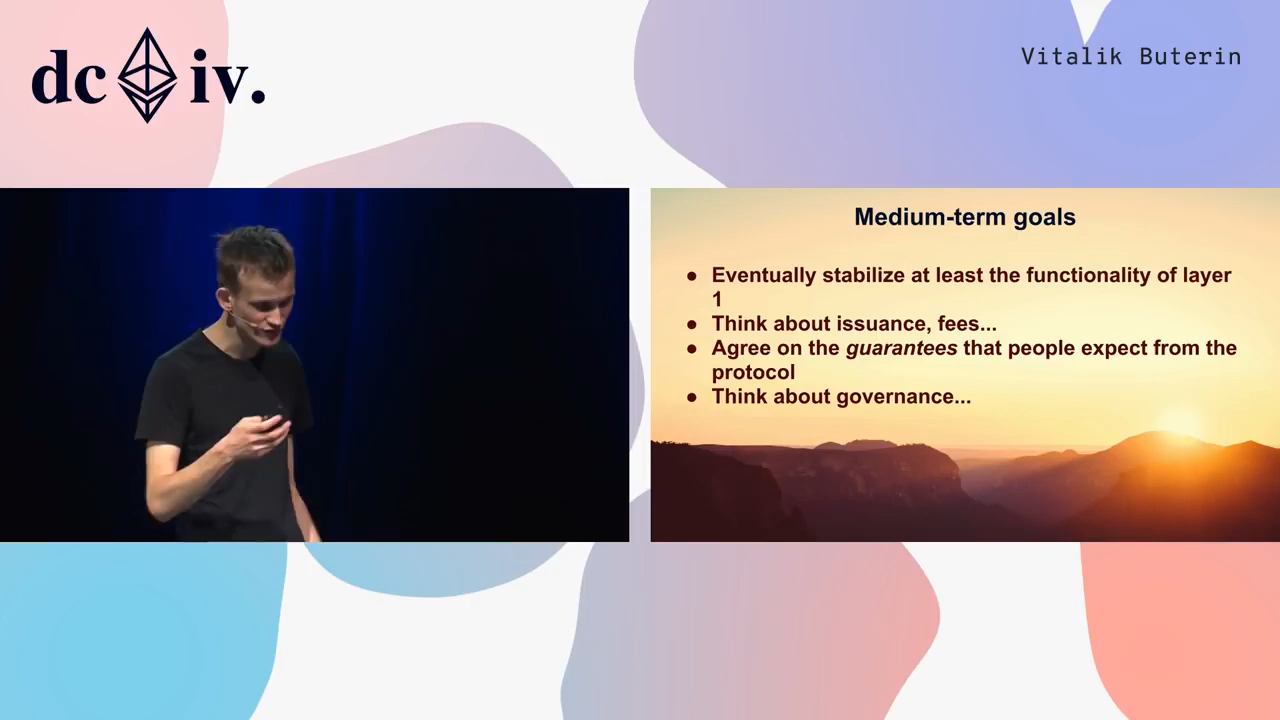 dc iv.
Vitalik Buterin
Medium-term goals
● Eventually stabilize at least the functionality of layer
1
● Think about issuance, fees...
● Agree on the guarantees that people expect from the
protocol
● Think about governance...